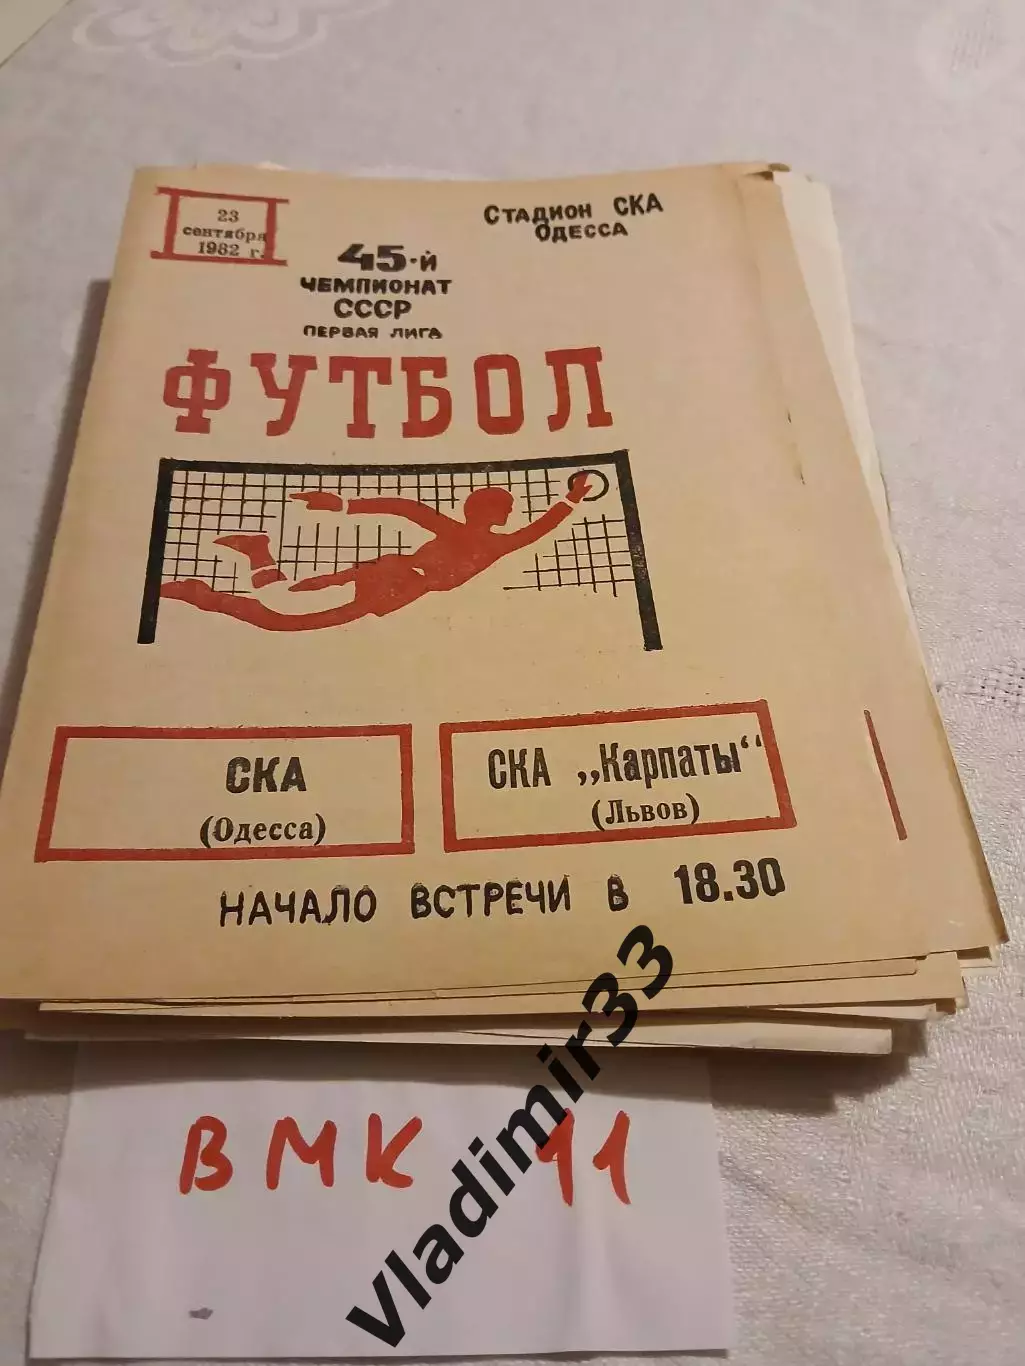 23
сентября
1982 г.
Стадион СКА
Одесса
45-й
чемпионат
СССР
первая лига
ФУТБОЛ
СКА
(Одесса)
СКА „Карпаты“
(Львов)
Начало встречи в 18.30
ВМК 41
Vladimir33